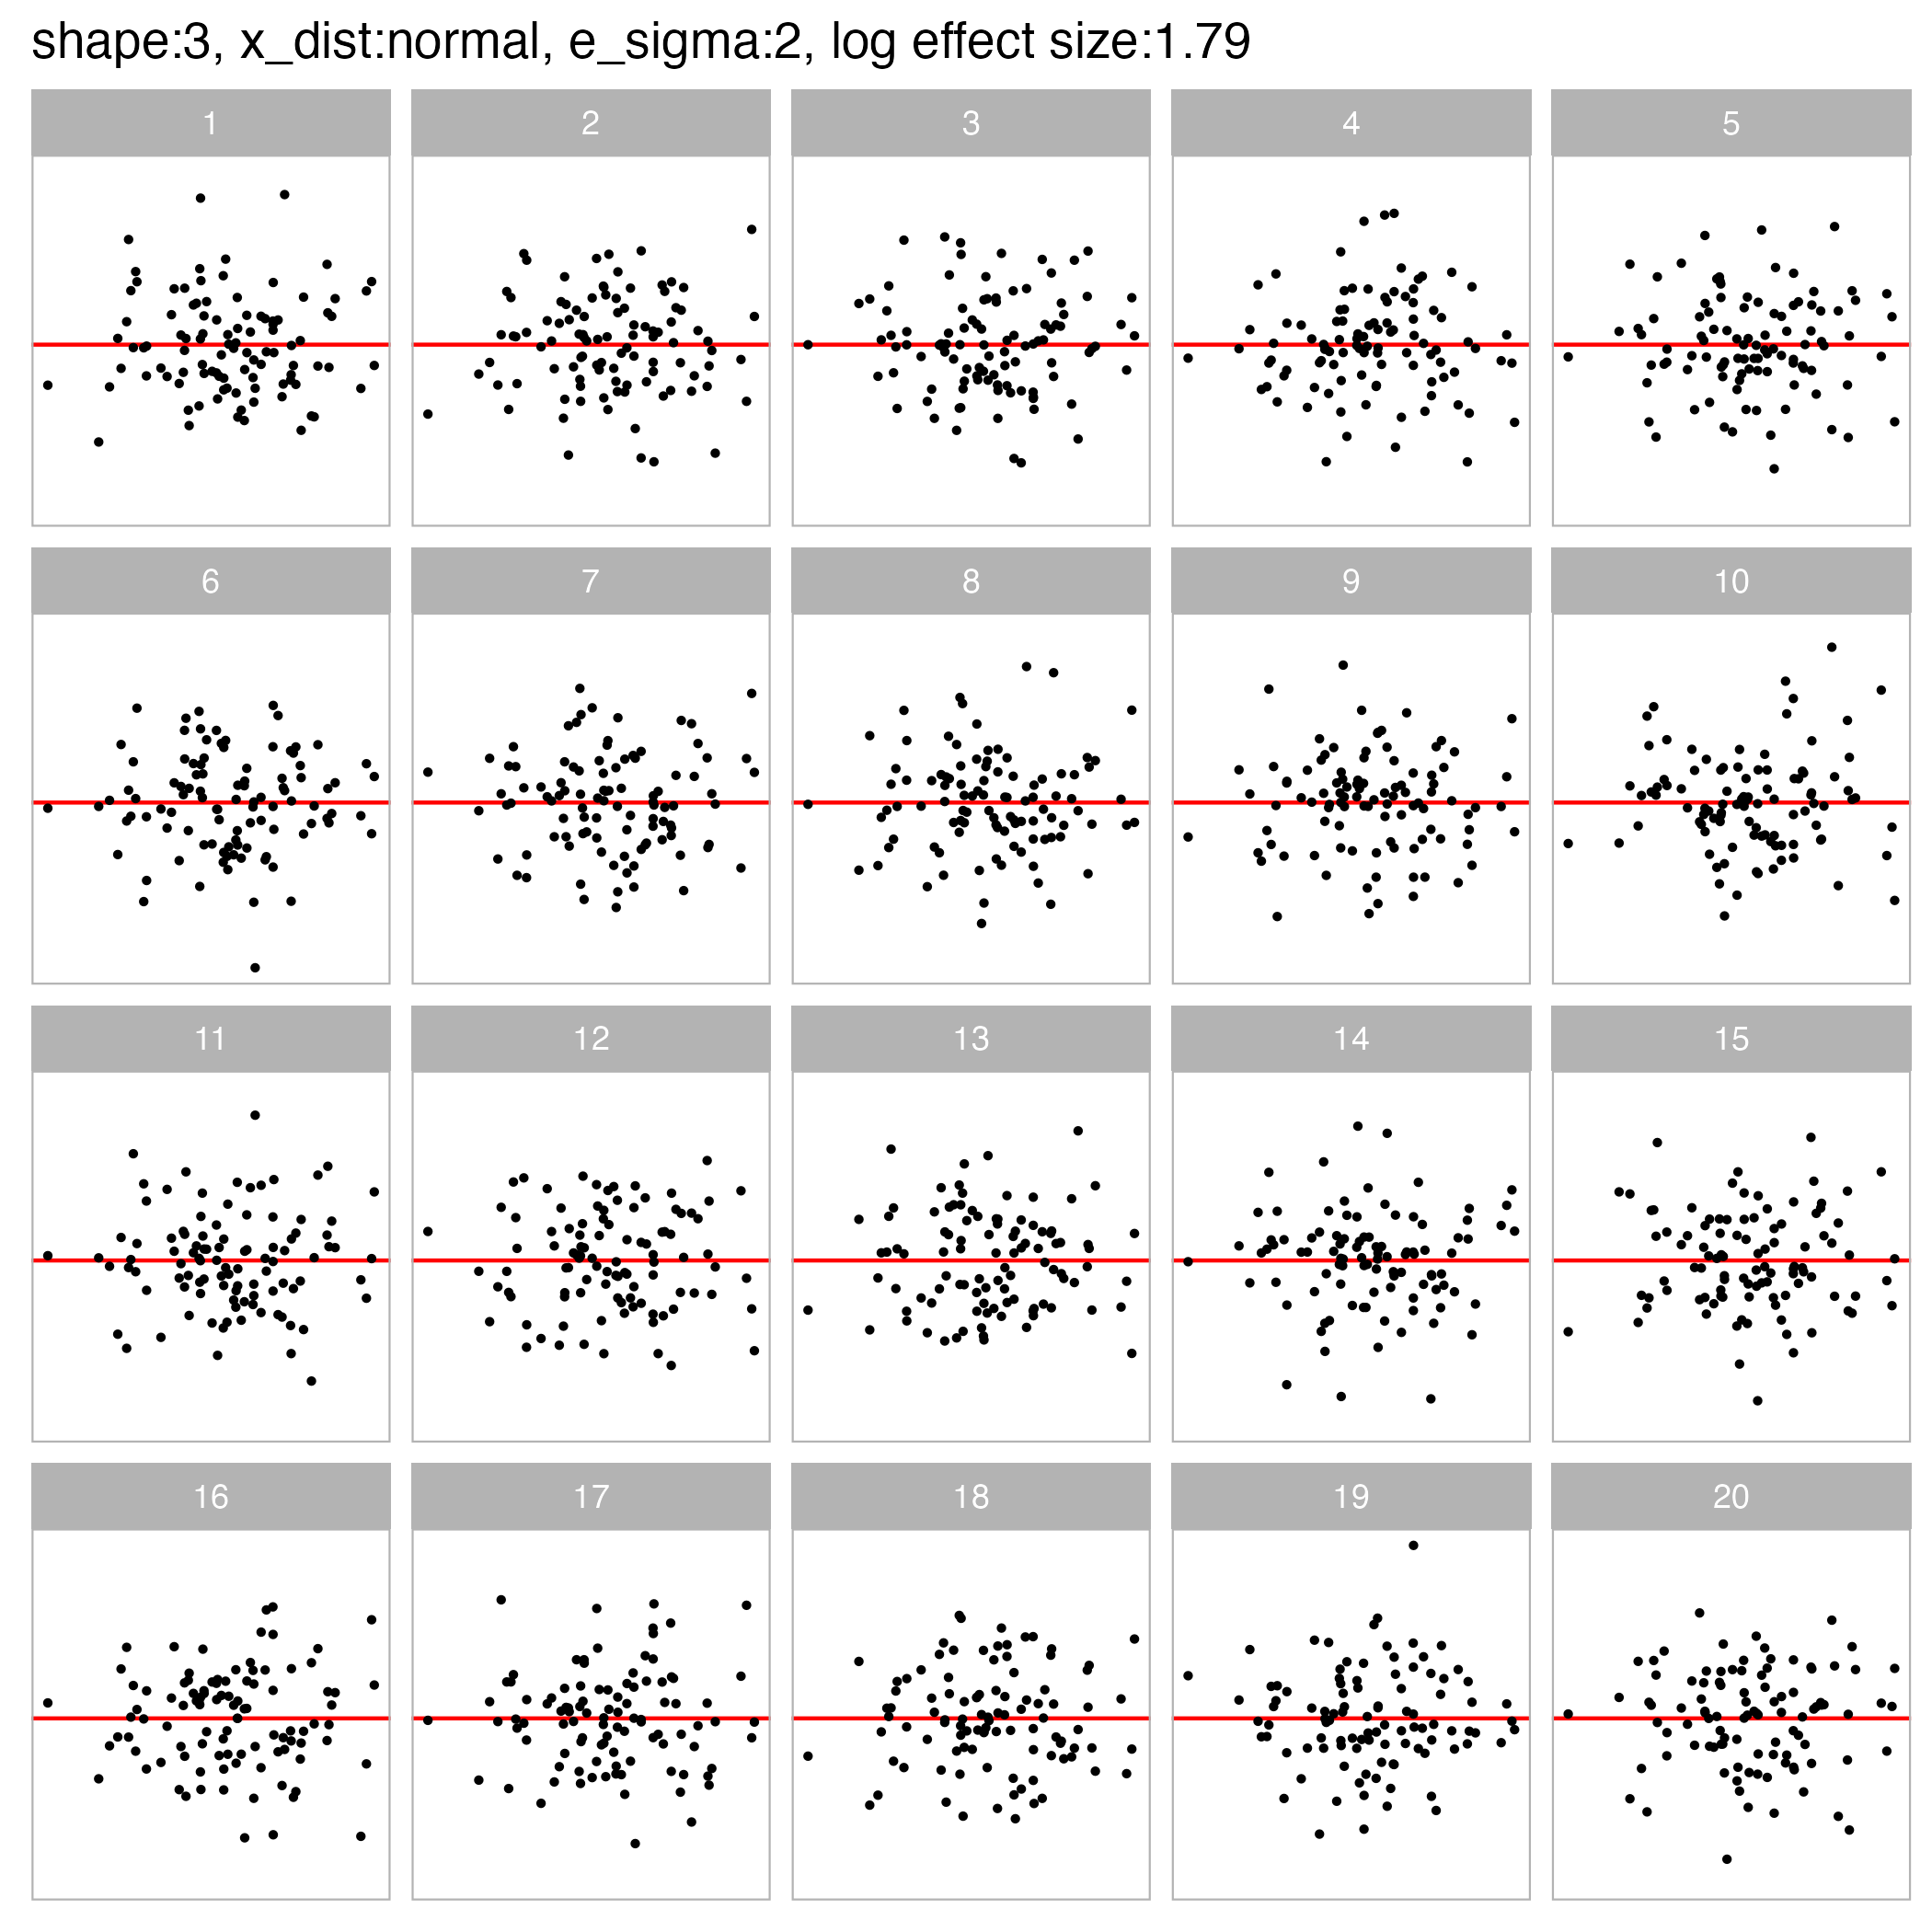 shape:3, x_dist:normal, e_sigma:2, log effect size:1.79
1 2 3 4 5
6 7 8 9 10
11 12 13 14 15
16 17 18 19 20